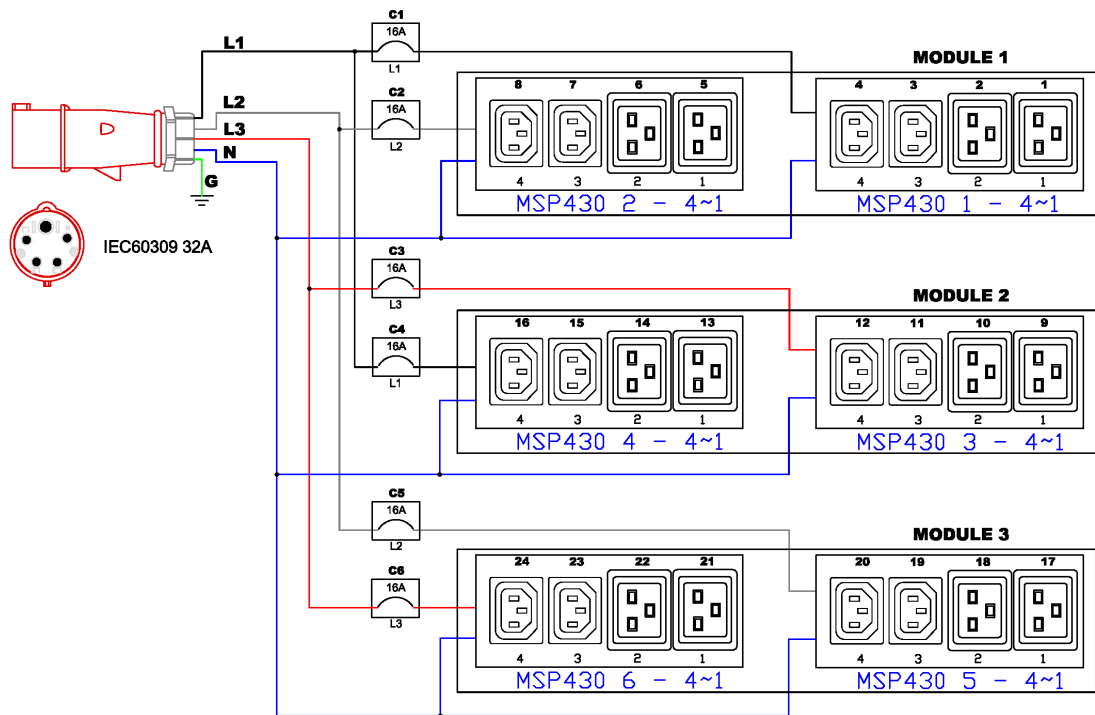 C1
16A
L1
L1
MODULE 1
8 7 6 5
4 3 2 1
C2
16A
L2
L2
L3
N
G
4 3 2 1
4 3 2 1
MSP430 2 - 4~1
MSP430 1 - 4~1
IEC60309 32A
C3
16A
L3
MODULE 2
16 15 14 13
12 11 10 9
C4
16A
L1
4 3 2 1
4 3 2 1
MSP430 4 - 4~1
MSP430 3 - 4~1
C5
16A
L2
MODULE 3
24 23 22 21
20 19 18 17
C6
16A
L3
4 3 2 1
4 3 2 1
MSP430 6 - 4~1
MSP430 5 - 4~1